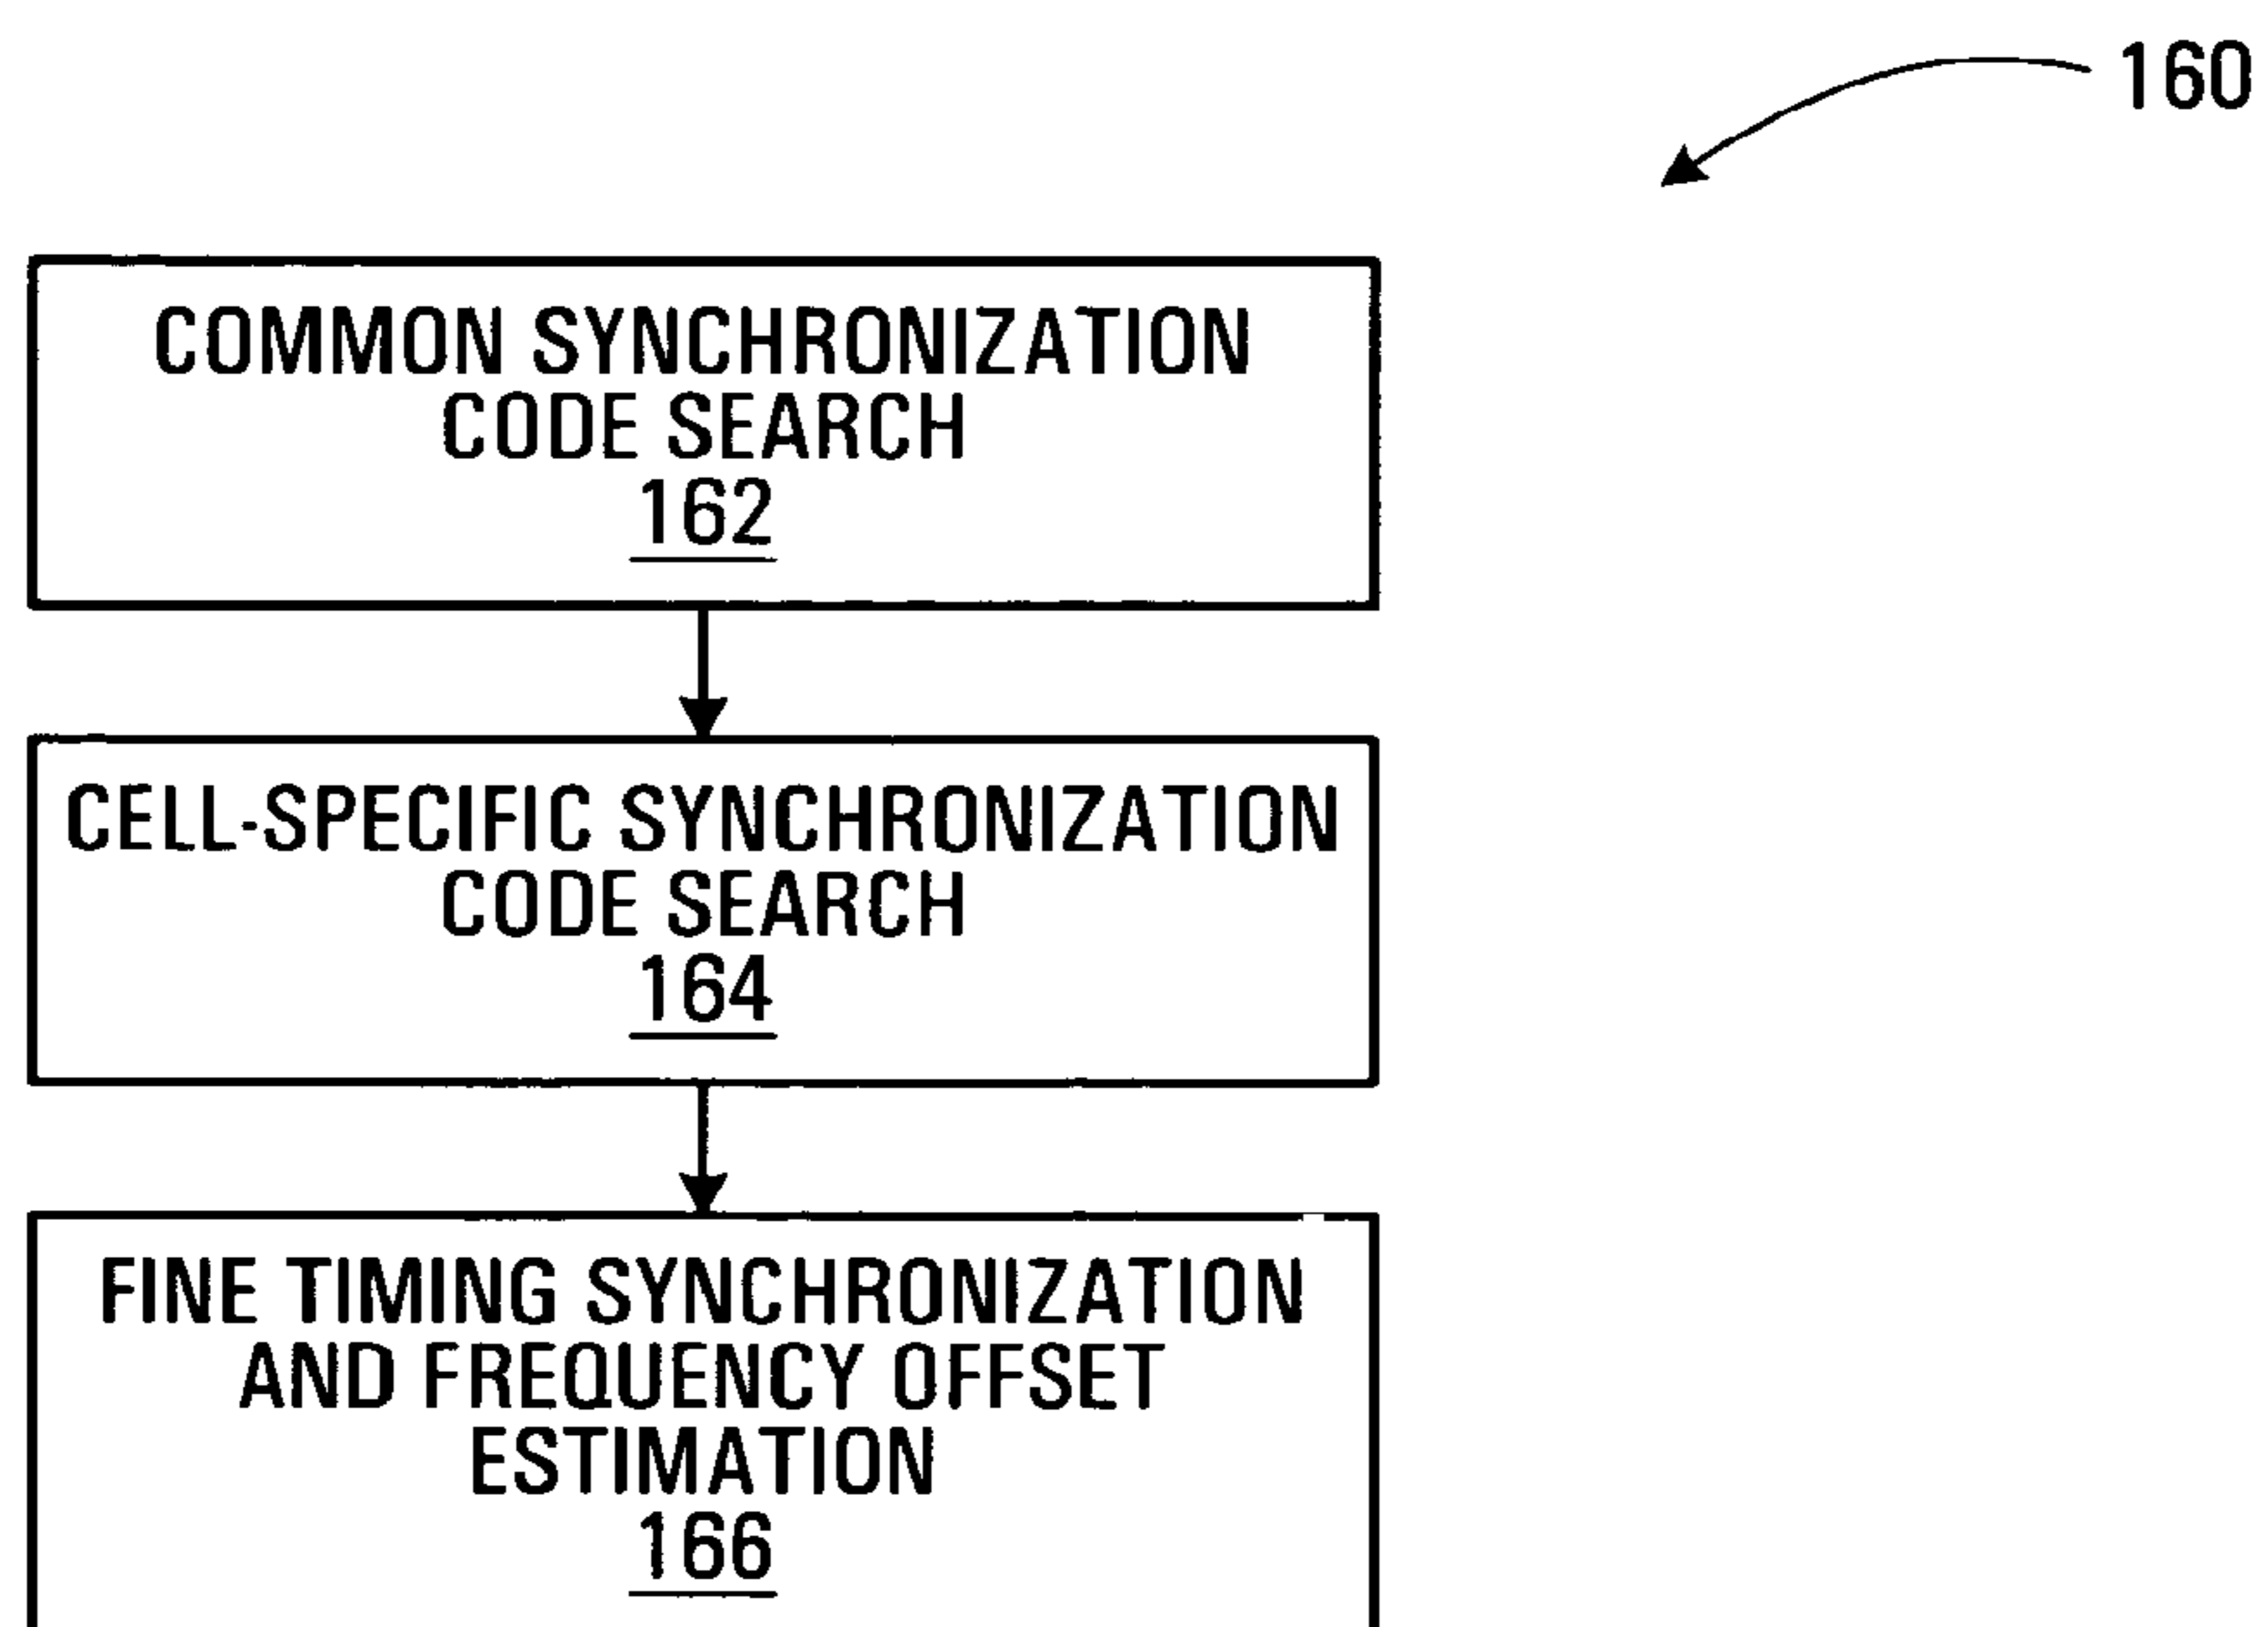 160
COMMON SYNCHRONIZATION
CODE SEARCH
162
CELL-SPECIFIC SYNCHRONIZATION
CODE SEARCH
164
FINE TIMING SYNCHRONIZATION
AND FREQUENCY OFFSET
ESTIMATION
166